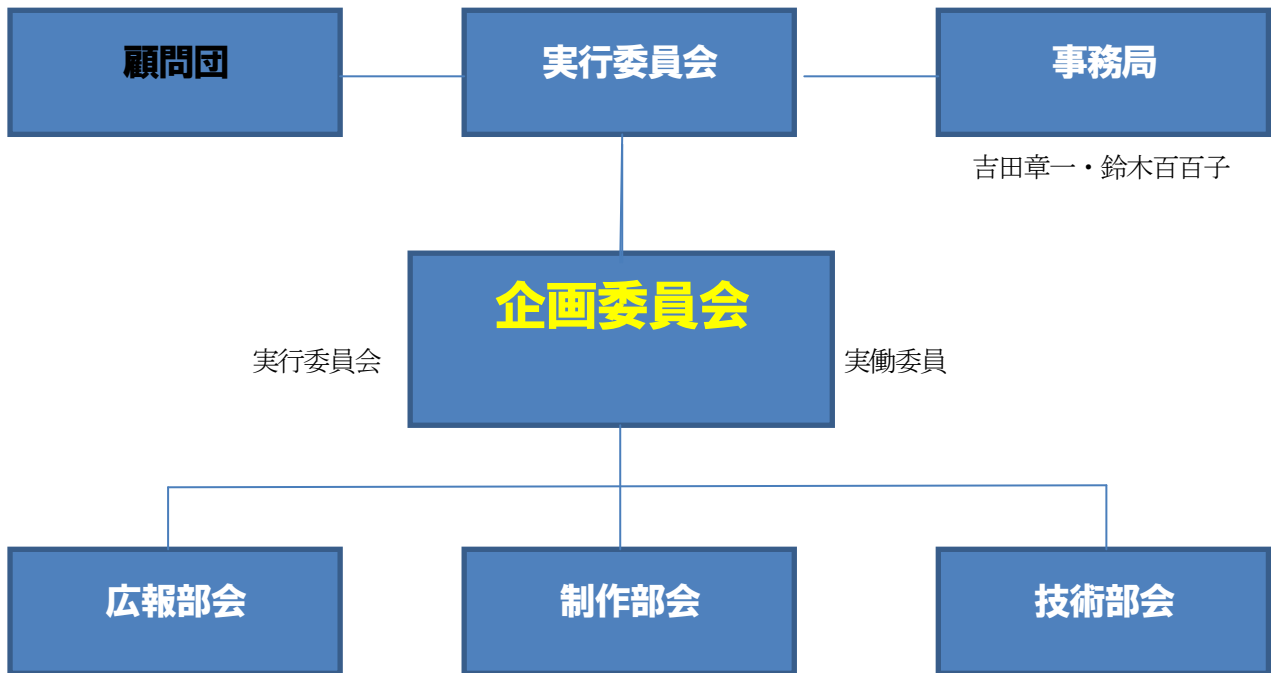 顧問団
実行委員会
事務局
吉田章一・鈴木百百子
企画委員会
実行委員会
実働委員
広報部会
制作部会
技術部会